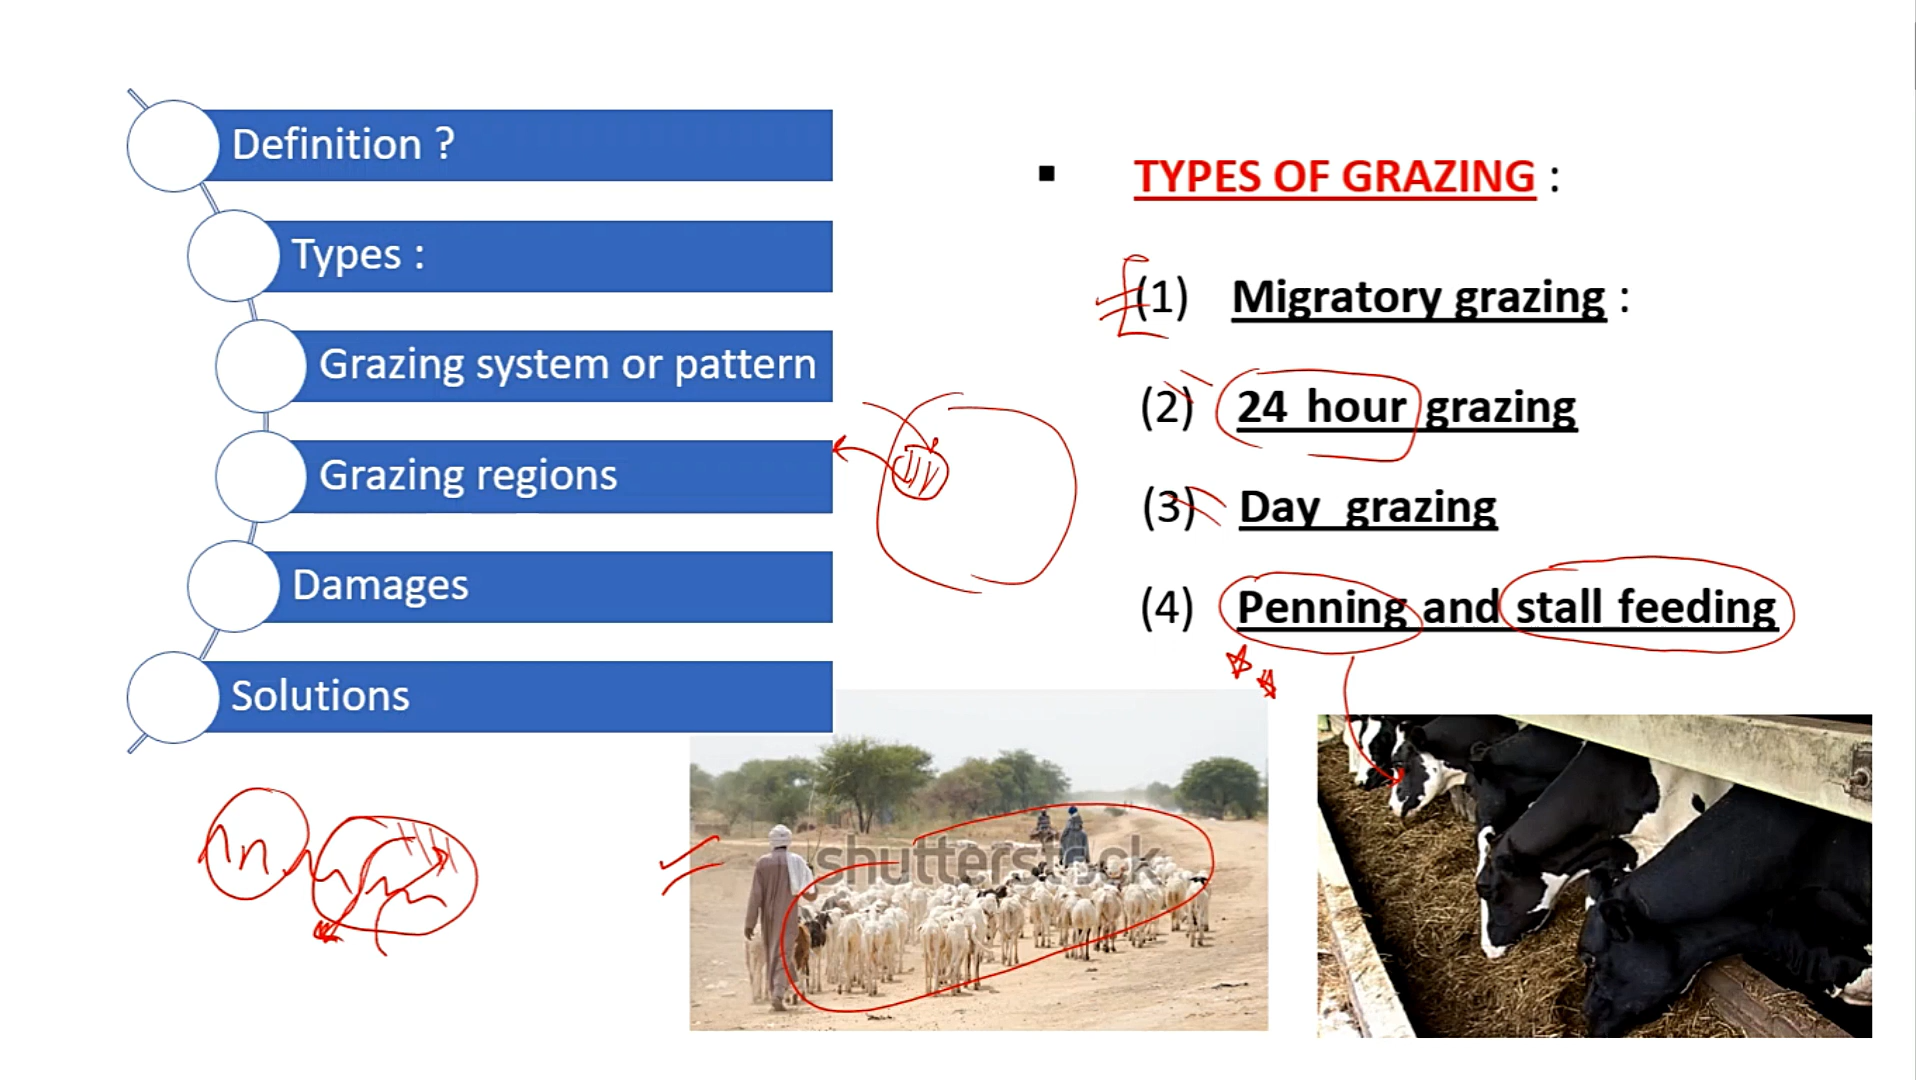 Definition ?
Types :
Grazing system or pattern
Grazing regions
Damages
Solutions
▪ TYPES OF GRAZING :
(1) Migratory grazing :
(2) 24 hour grazing
(3) Day grazing
(4) Penning and stall feeding
shutterstock